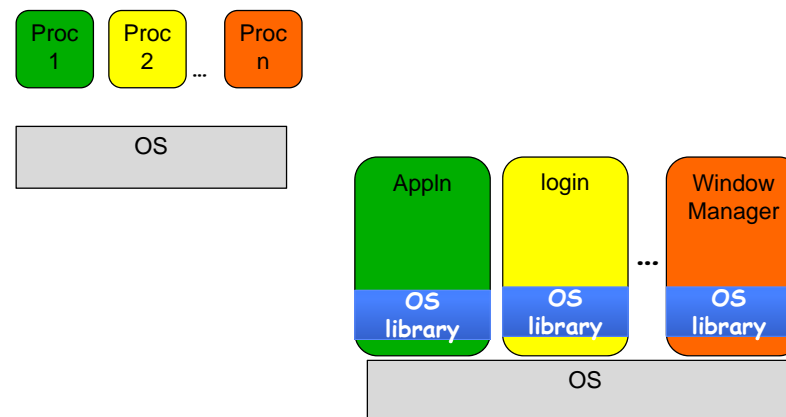 Proc
1
Proc
2
...
Proc
n
OS
Appln
login
...
Window
Manager
OS
library
OS
library
OS
library
OS